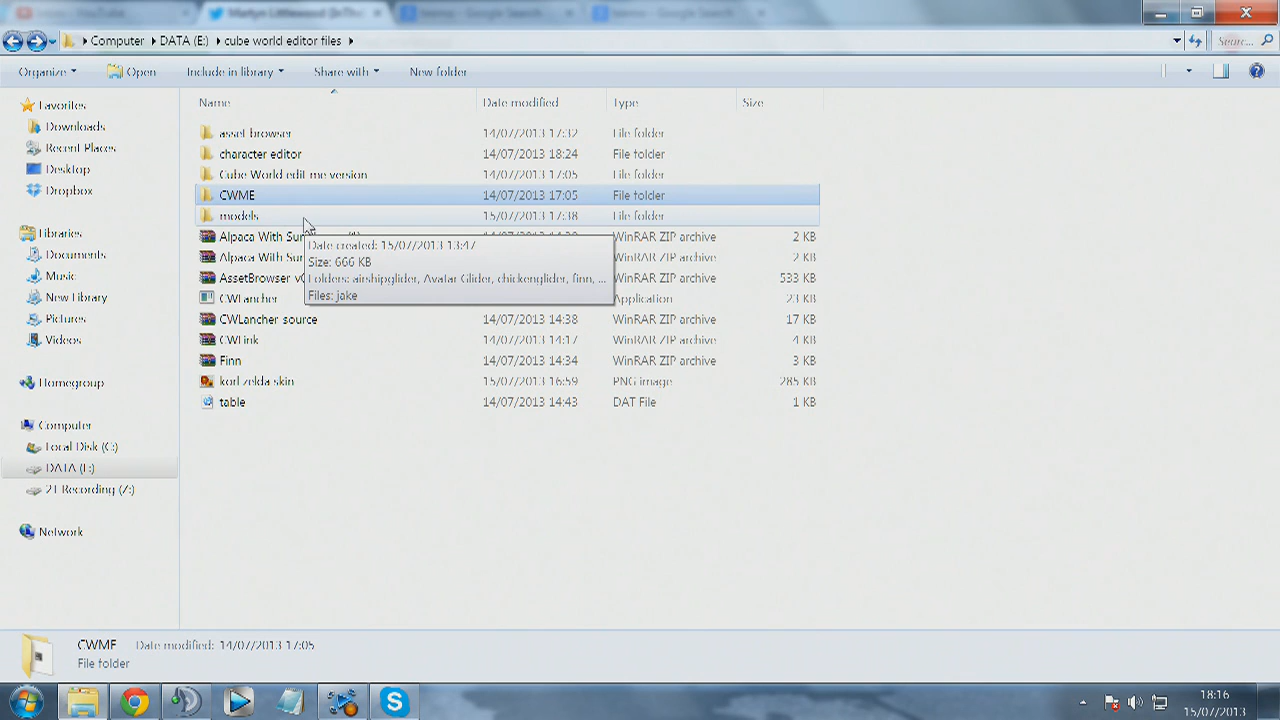 Computer ▸ DATA (E:) ▸ cube world editor files ▸
Searc...
Organize Open Include in library Share with New folder
Name Date modified Type Size
Favorites
Downloads
Recent Places
Desktop
Dropbox
Libraries
Documents
Music
New Library
Pictures
Videos
Homegroup
Computer
Local Disk (C:)
DATA (E:)
21 Recording (Z:)
Network
asset browser 14/07/2013 17:32 File folder
character editor 14/07/2013 18:24 File folder
Cube World edit me version 14/07/2013 17:05 File folder
CWME 14/07/2013 17:05 File folder
models 15/07/2013 17:38 File folder
Alpaca With Sur WinRAR ZIP archive 2 KB
Alpaca With Sur WinRAR ZIP archive 2 KB
AssetBrowser WinRAR ZIP archive 533 KB
CWLancher Application 23 KB
CWLancher source 14/07/2013 14:38 WinRAR ZIP archive 17 KB
CWLink 14/07/2013 14:17 WinRAR ZIP archive 4 KB
Finn 14/07/2013 14:34 WinRAR ZIP archive 3 KB
korl zelda skin 15/07/2013 16:59 PNG image 285 KB
table 14/07/2013 14:43 DAT File 1 KB
Date created: 15/07/2013 13:47
Size: 666 KB
Folders: airshipglider, Avatar Glider, chickenglider, finn, ...
Files: jake
CWME Date modified: 14/07/2013 17:05
File folder
18:16
15/07/2013